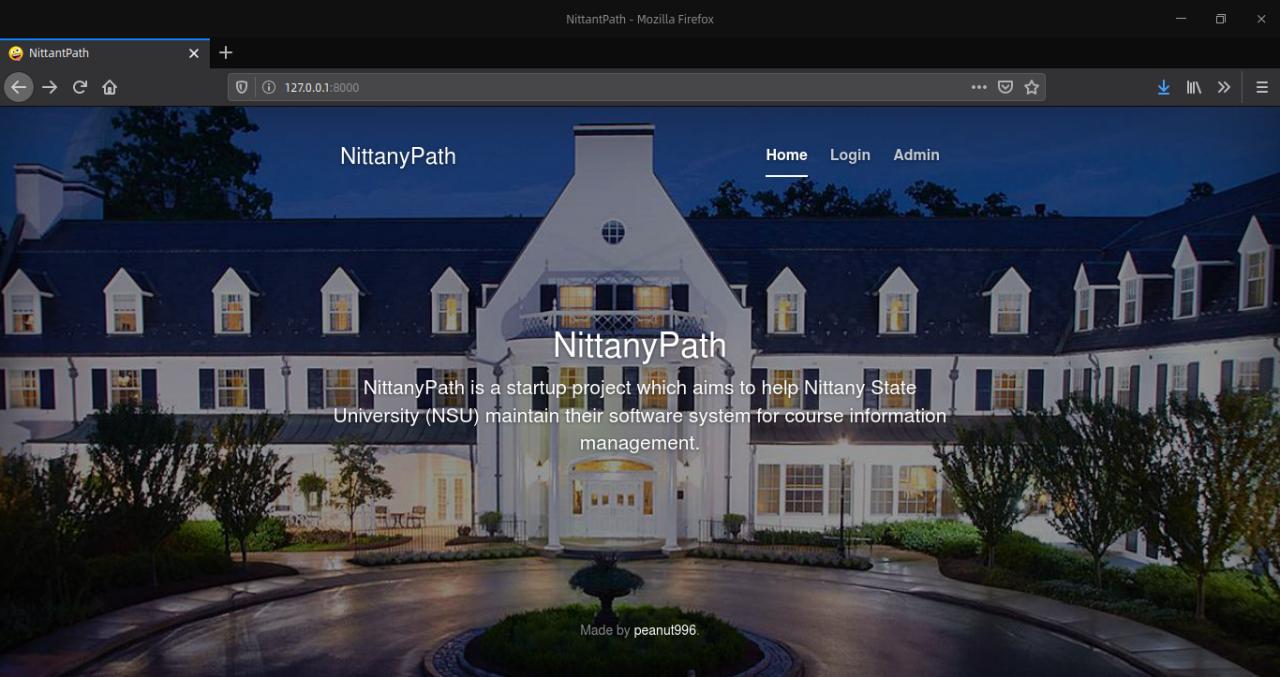 NittantPath - Mozilla Firefox
NittantPath
127.0.0.1:8000
NittanyPath
Home Login Admin
NittanyPath
NittanyPath is a startup project which aims to help Nittany State
University (NSU) maintain their software system for course information
management.
Made by peanut996.